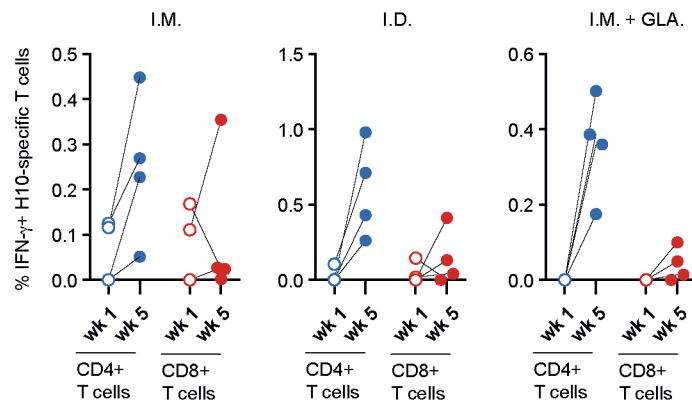 I.M.
I.D.
I.M. + GLA.
% IFN-γ+ H10-specific T cells
0.5
0.4
0.3
0.2
0.1
0.0
1.5
1.0
0.5
0.0
0.6
0.4
0.2
0.0
wk 1 wk 5 wk 1 wk 5
wk 1 wk 5 wk 1 wk 5
wk 1 wk 5 wk 1 wk 5
CD4+ CD8+
T cells T cells
CD4+ CD8+
T cells T cells
CD4+ CD8+
T cells T cells